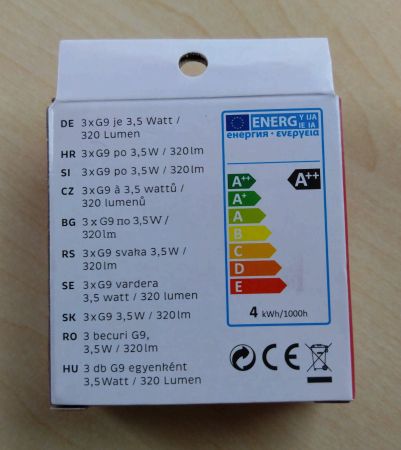 DE 3xG9 je 3,5 Watt /
320 Lumen
HR 3xG9 po 3,5W / 320lm
SI 3xG9 po 3,5W / 320lm
CZ 3xG9 à 3,5 wattů /
320 lumenů
BG 3 x G9 по 3,5W /
320lm
RS 3xG9 svaka 3,5W /
320lm
SE 3xG9 vardera
3,5 watt / 320 lumen
SK 3xG9 3,5W / 320lm
RO 3 becuri G9,
3,5W / 320lm
HU 3 db G9 egyenként
3,5Watt / 320 Lumen
ENERG Y IJA
IE IA
енергия · ενεργεια
A++ A++
A+
A
B
C
D
E
4 kWh/1000h
CE